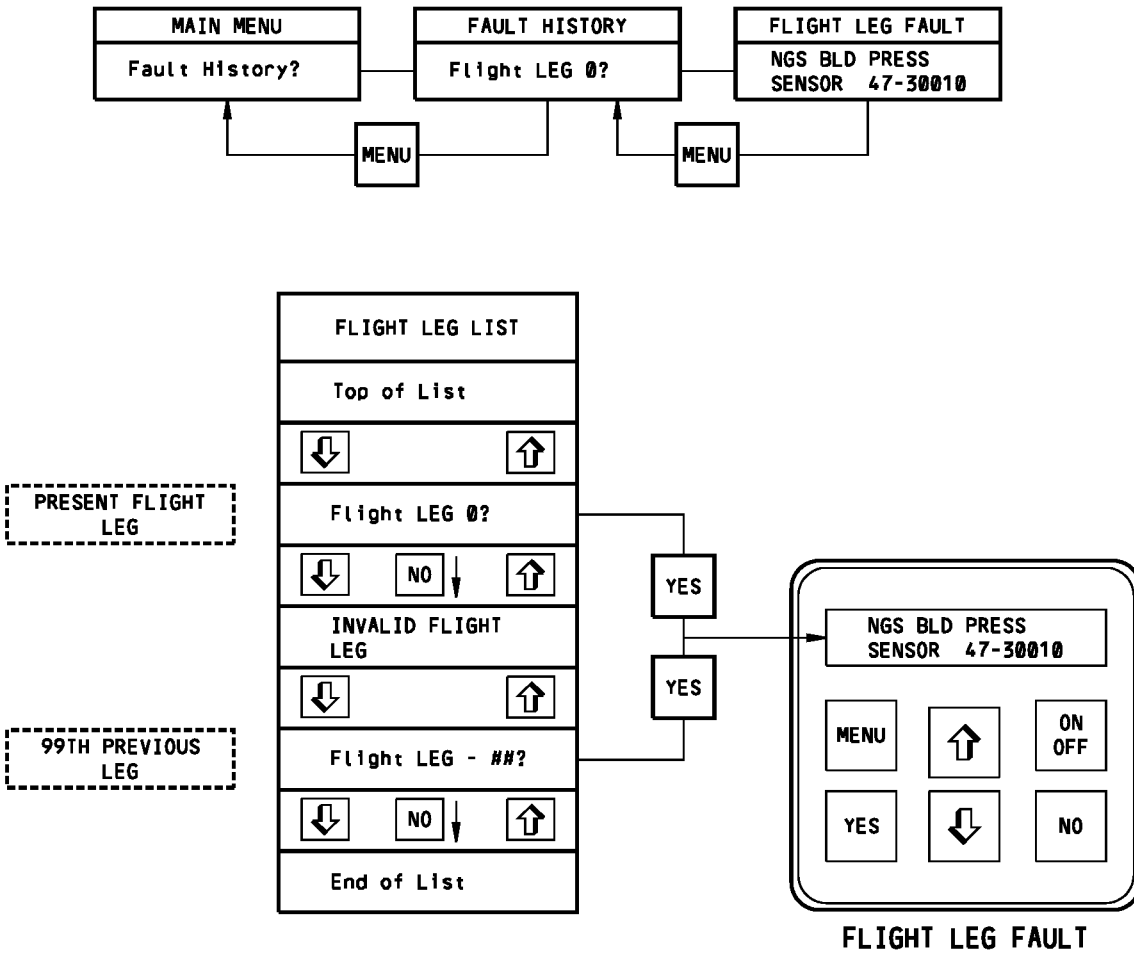 MAIN MENU
Fault History?
FAULT HISTORY
Flight LEG 0?
FLIGHT LEG FAULT
NGS BLD PRESS
SENSOR 47-30010
MENU
MENU
FLIGHT LEG LIST
Top of List
PRESENT FLIGHT
LEG
Flight LEG 0?
NO
YES
INVALID FLIGHT
LEG
YES
99TH PREVIOUS
LEG
Flight LEG - ##?
NO
End of List
NGS BLD PRESS
SENSOR 47-30010
MENU
ON
OFF
YES
NO
FLIGHT LEG FAULT